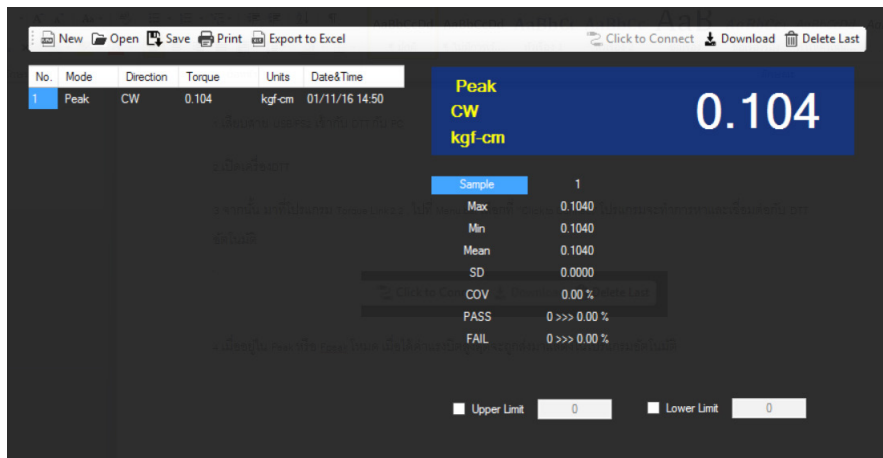 New Open Save Print Export to Excel Click to Connect Download Delete Last
No. Mode Direction Torque Units Date&Time
1 Peak CW 0.104 kgf-cm 01/11/16 14:50
Peak
CW
kgf-cm
0.104
Sample 1
Max 0.1040
Min 0.1040
Mean 0.1040
SD 0.0000
COV 0.00 %
PASS 0 >>> 0.00 %
FAIL 0 >>> 0.00 %
Upper Limit 0 Lower Limit 0